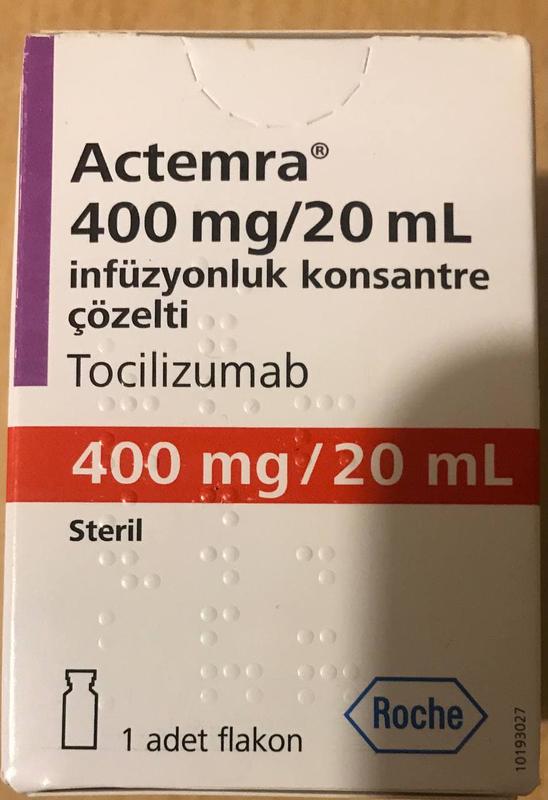 Actemra®
400 mg/20 mL
infüzyonluk konsantre
çözelti
Tocilizumab
400 mg/20 mL
Steril
1 adet flakon
Roche
10193027